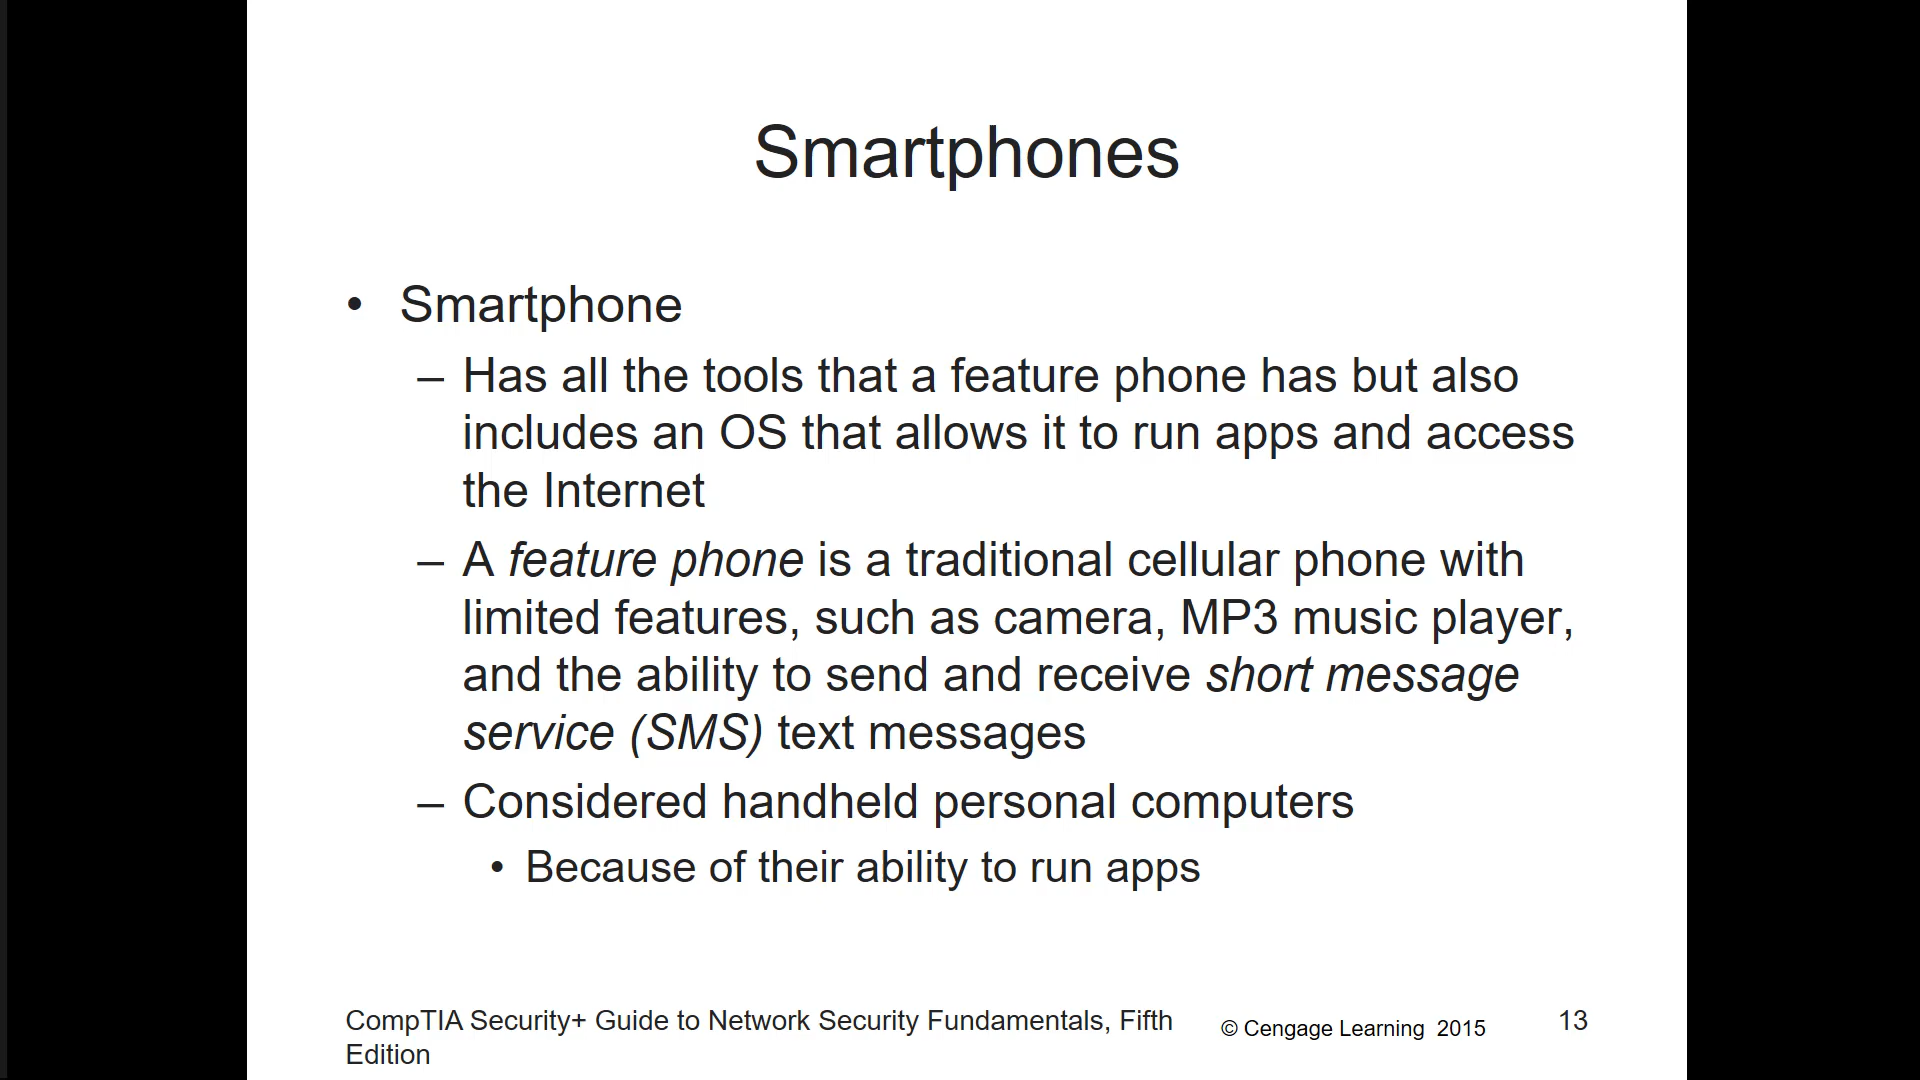 Smartphones
• Smartphone
– Has all the tools that a feature phone has but also
includes an OS that allows it to run apps and access
the Internet
– A feature phone is a traditional cellular phone with
limited features, such as camera, MP3 music player,
and the ability to send and receive short message
service (SMS) text messages
– Considered handheld personal computers
• Because of their ability to run apps
CompTIA Security+ Guide to Network Security Fundamentals, Fifth
Edition
© Cengage Learning 2015
13